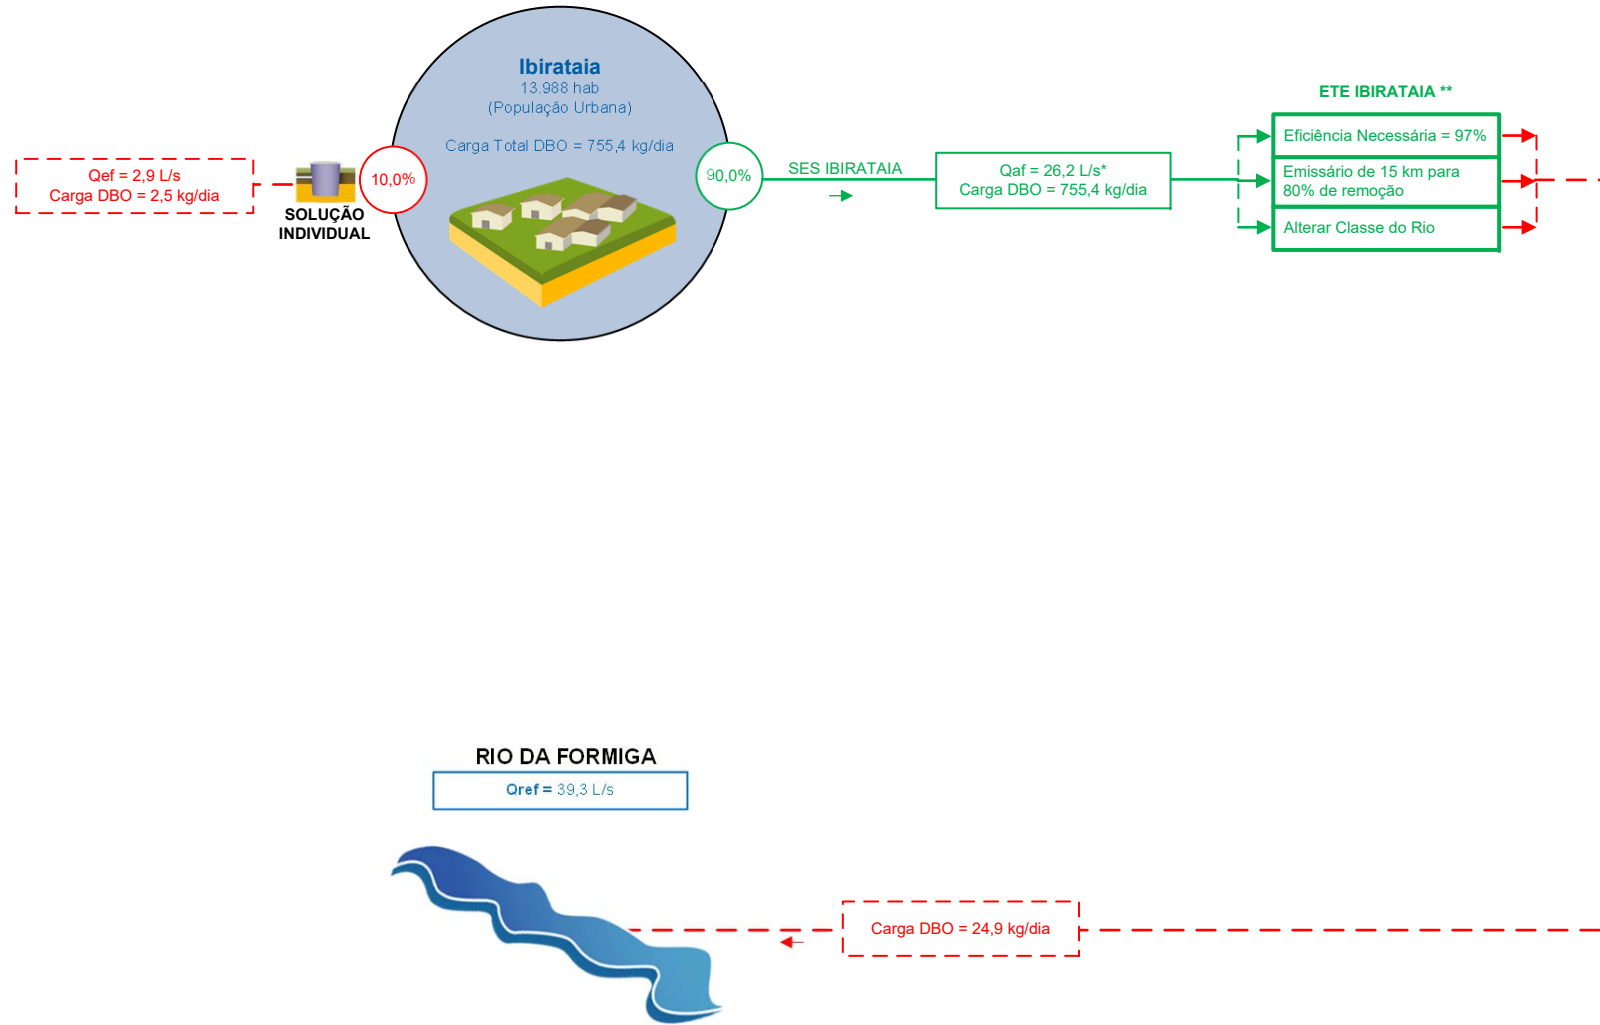 Ibirataia
13.988 hab
(População Urbana)
Carga Total DBO = 755,4 kg/dia
Qef = 2,9 L/s
Carga DBO = 2,5 kg/dia
SOLUÇÃO
INDIVIDUAL
10,0%
90,0%
SES IBIRATAIA
Qaf = 26,2 L/s*
Carga DBO = 755,4 kg/dia
ETE IBIRATAIA **
Eficiência Necessária = 97%
Emissário de 15 km para
80% de remoção
Alterar Classe do Rio
RIO DA FORMIGA
Qref = 39,3 L/s
Carga DBO = 24,9 kg/dia